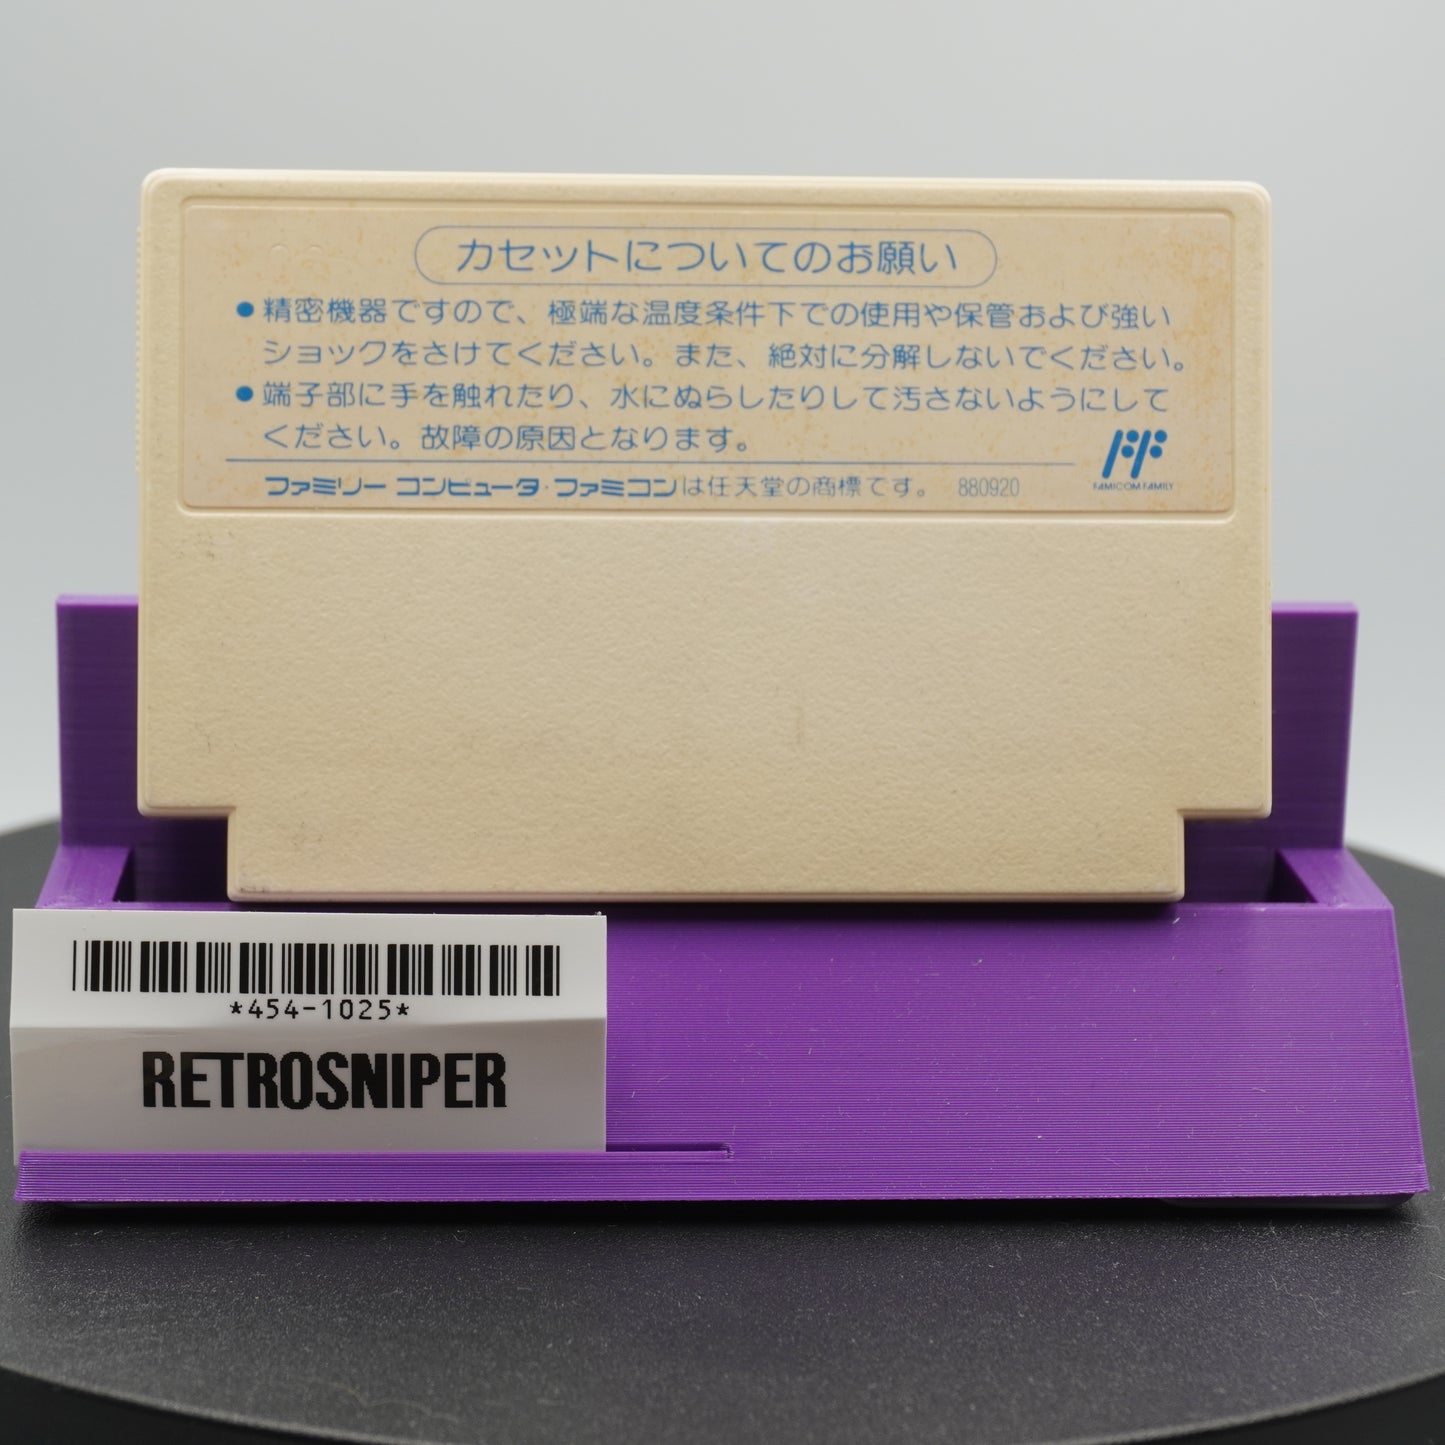 カセットについてのお願い
●精密機器ですので、極端な温度条件下での使用や保管および強い
ショックをさけてください。また、絶対に分解しないでください。
●端子部に手を触れたり、水にぬらしたりして汚さないようにして
ください。故障の原因となります。
FF
FAMICOM FAMILY
ファミリー コンピュータ・ファミコンは任天堂の商標です。 880920
*454-1025*
RETROSNIPER